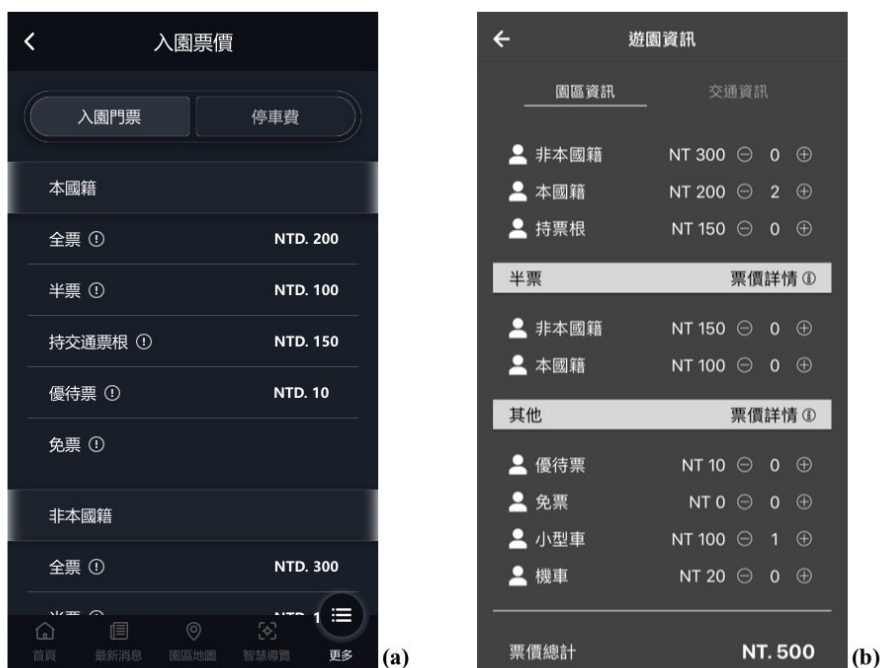 入園票價
入園門票
停車費
本國籍
全票 NTD. 200
半票 NTD. 100
持交通票根 NTD. 150
優待票 NTD. 10
免票
非本國籍
全票 NTD. 300
首頁
最新消息
園區地圖
智慧導覽
更多
(a)
遊園資訊
園區資訊
交通資訊
非本國籍 NT 300 0
本國籍 NT 200 2
持票根 NT 150 0
半票 票價詳情
非本國籍 NT 150 0
本國籍 NT 100 0
其他 票價詳情
優待票 NT 10 0
免票 NT 0 0
小型車 NT 100 1
機車 NT 20 0
票價總計 NT. 500
(b)